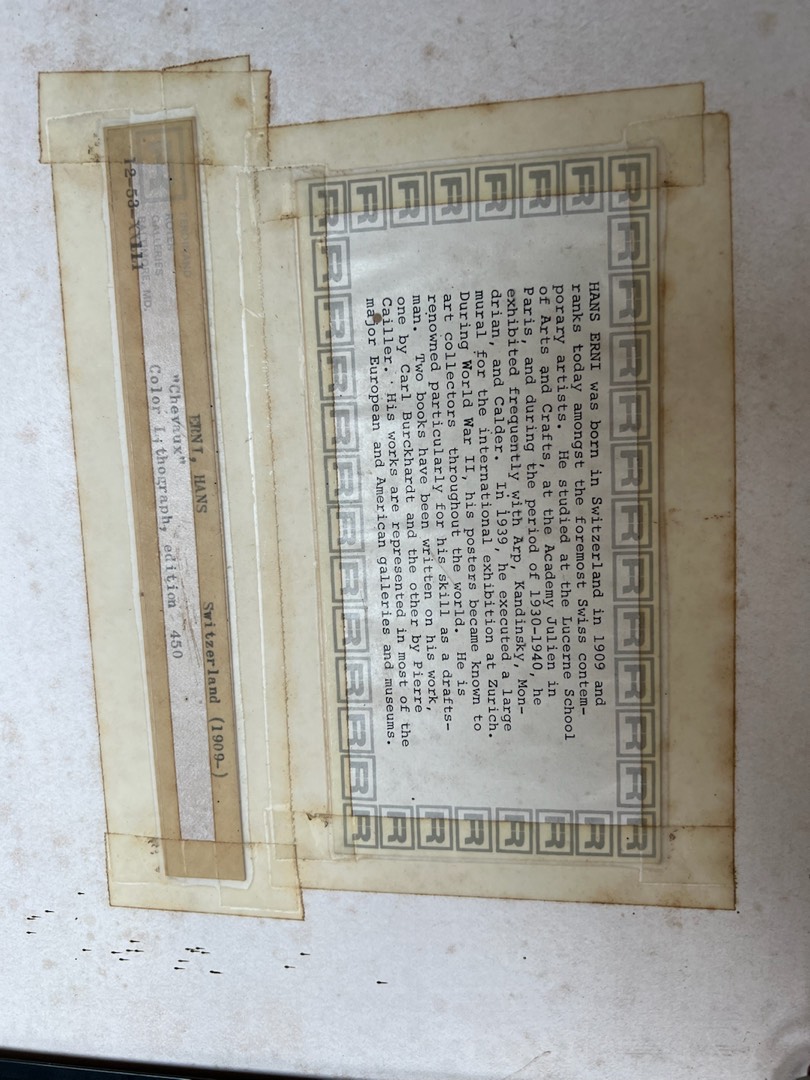 HANS ERNI was born in Switzerland in 1909 and
ranks today amongst the foremost Swiss contem-
porary artists. He studied at the Lucerne School
of Arts and Crafts, at the Academy Julien in
Paris, and during the period of 1930-1940, he
exhibited frequently with Arp, Kandinsky, Mon-
drian, and Calder. In 1939, he executed a large
mural for the international exhibition at Zurich.
During World War II, his posters became known to
art collectors throughout the world. He is
renowned particularly for his skill as a drafts-
man. Two books have been written on his work,
one by Carl Burckhardt and the other by Pierre
Cailler. His works are represented in most of the
major European and American galleries and museums.
ERNI, HANS Switzerland (1909-)
"Chevaux"
Color Lithograph, edition 450
GALLERIES
BALTIMORE, MD.
12-53-